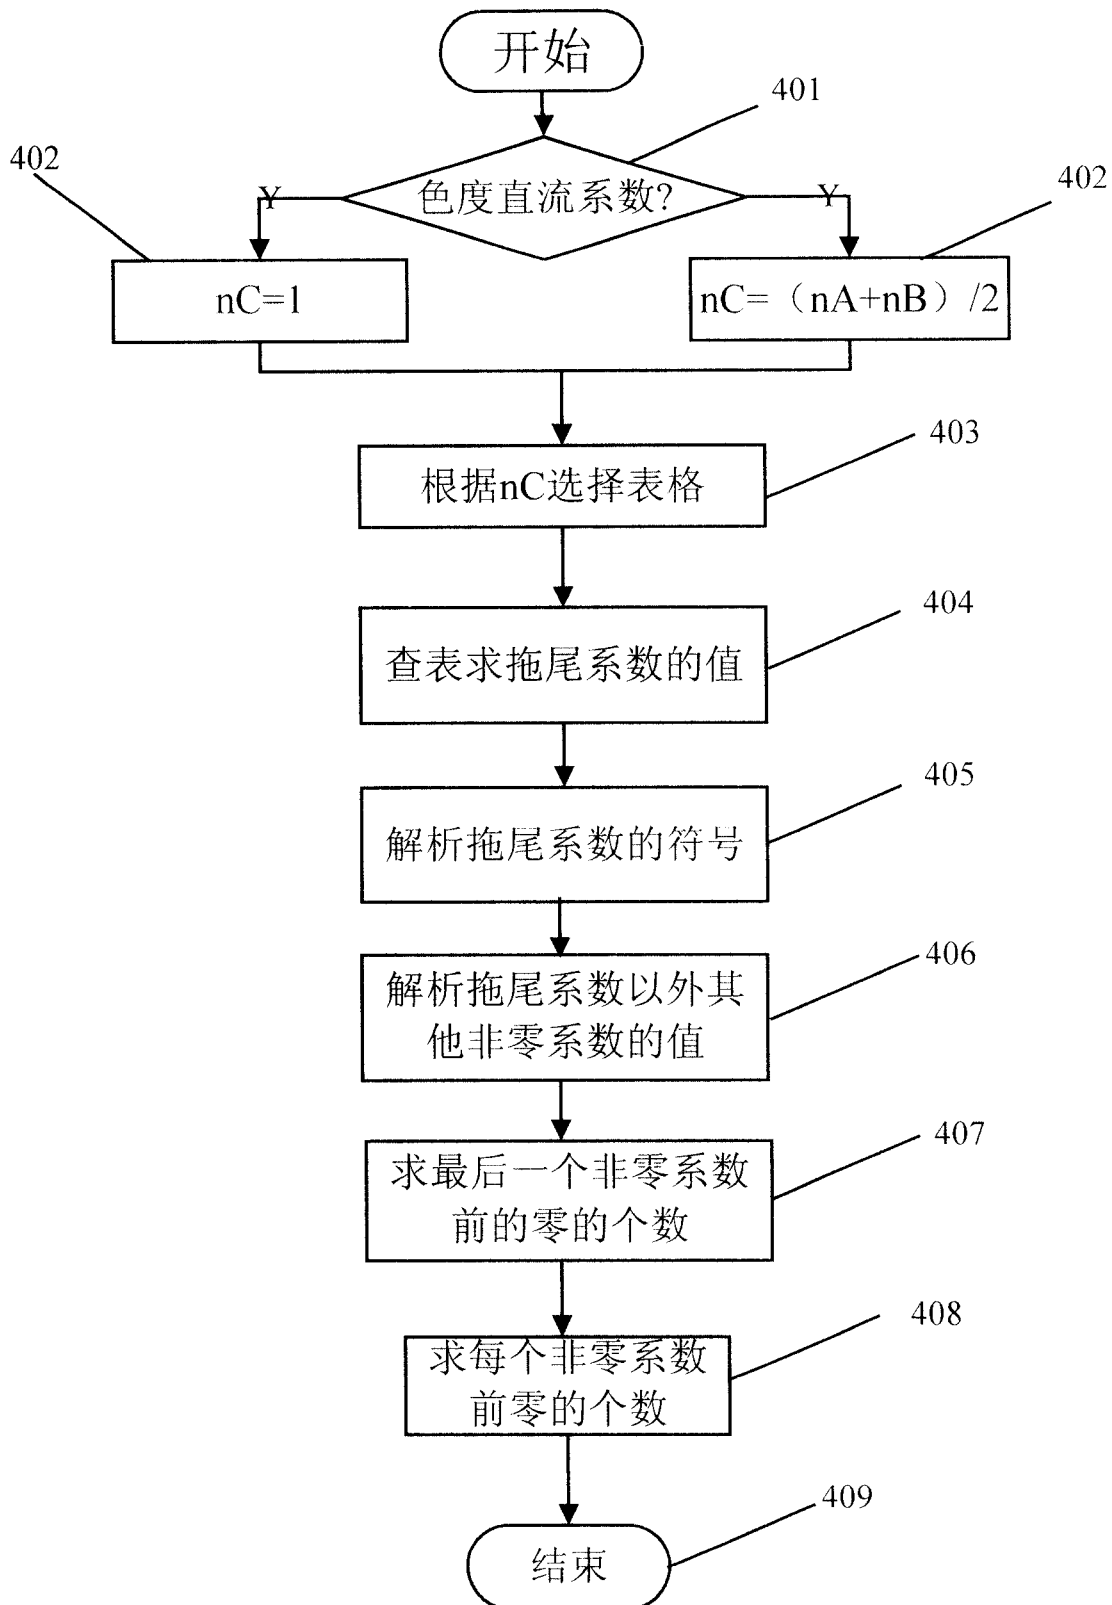 开始
401
402
色度直流系数?
Y
Y
402
nC=1
nC=（nA+nB）/2
403
根据nC选择表格
404
查表求拖尾系数的值
405
解析拖尾系数的符号
406
解析拖尾系数以外其
他非零系数的值
407
求最后一个非零系数
前的零的个数
408
求每个非零系数
前零的个数
409
结束